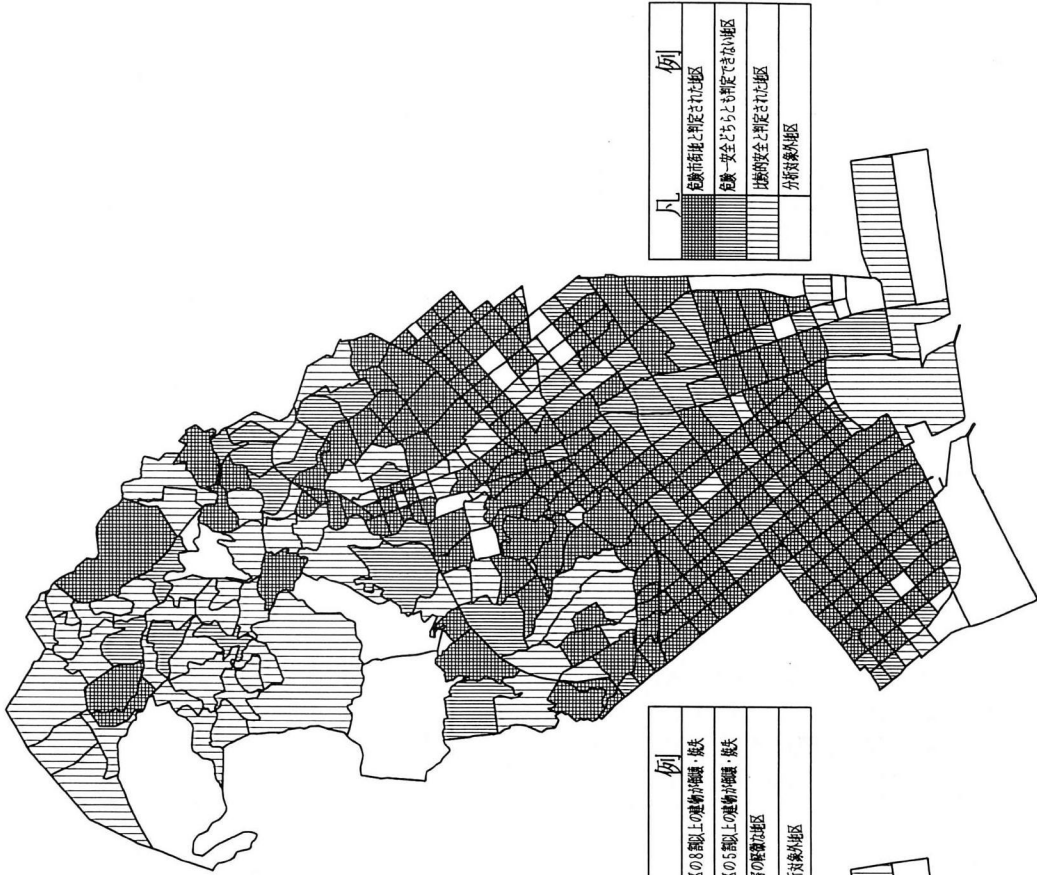 凡例
危険市街地と判定された地区
危険－安全どちらとも判定できない地区
比較的安全と判定された地区
分析対象外地区
例
の8割以上の建物が倒壊・焼失
の5割以上の建物が倒壊・焼失
の軽微な地区
対象外地区